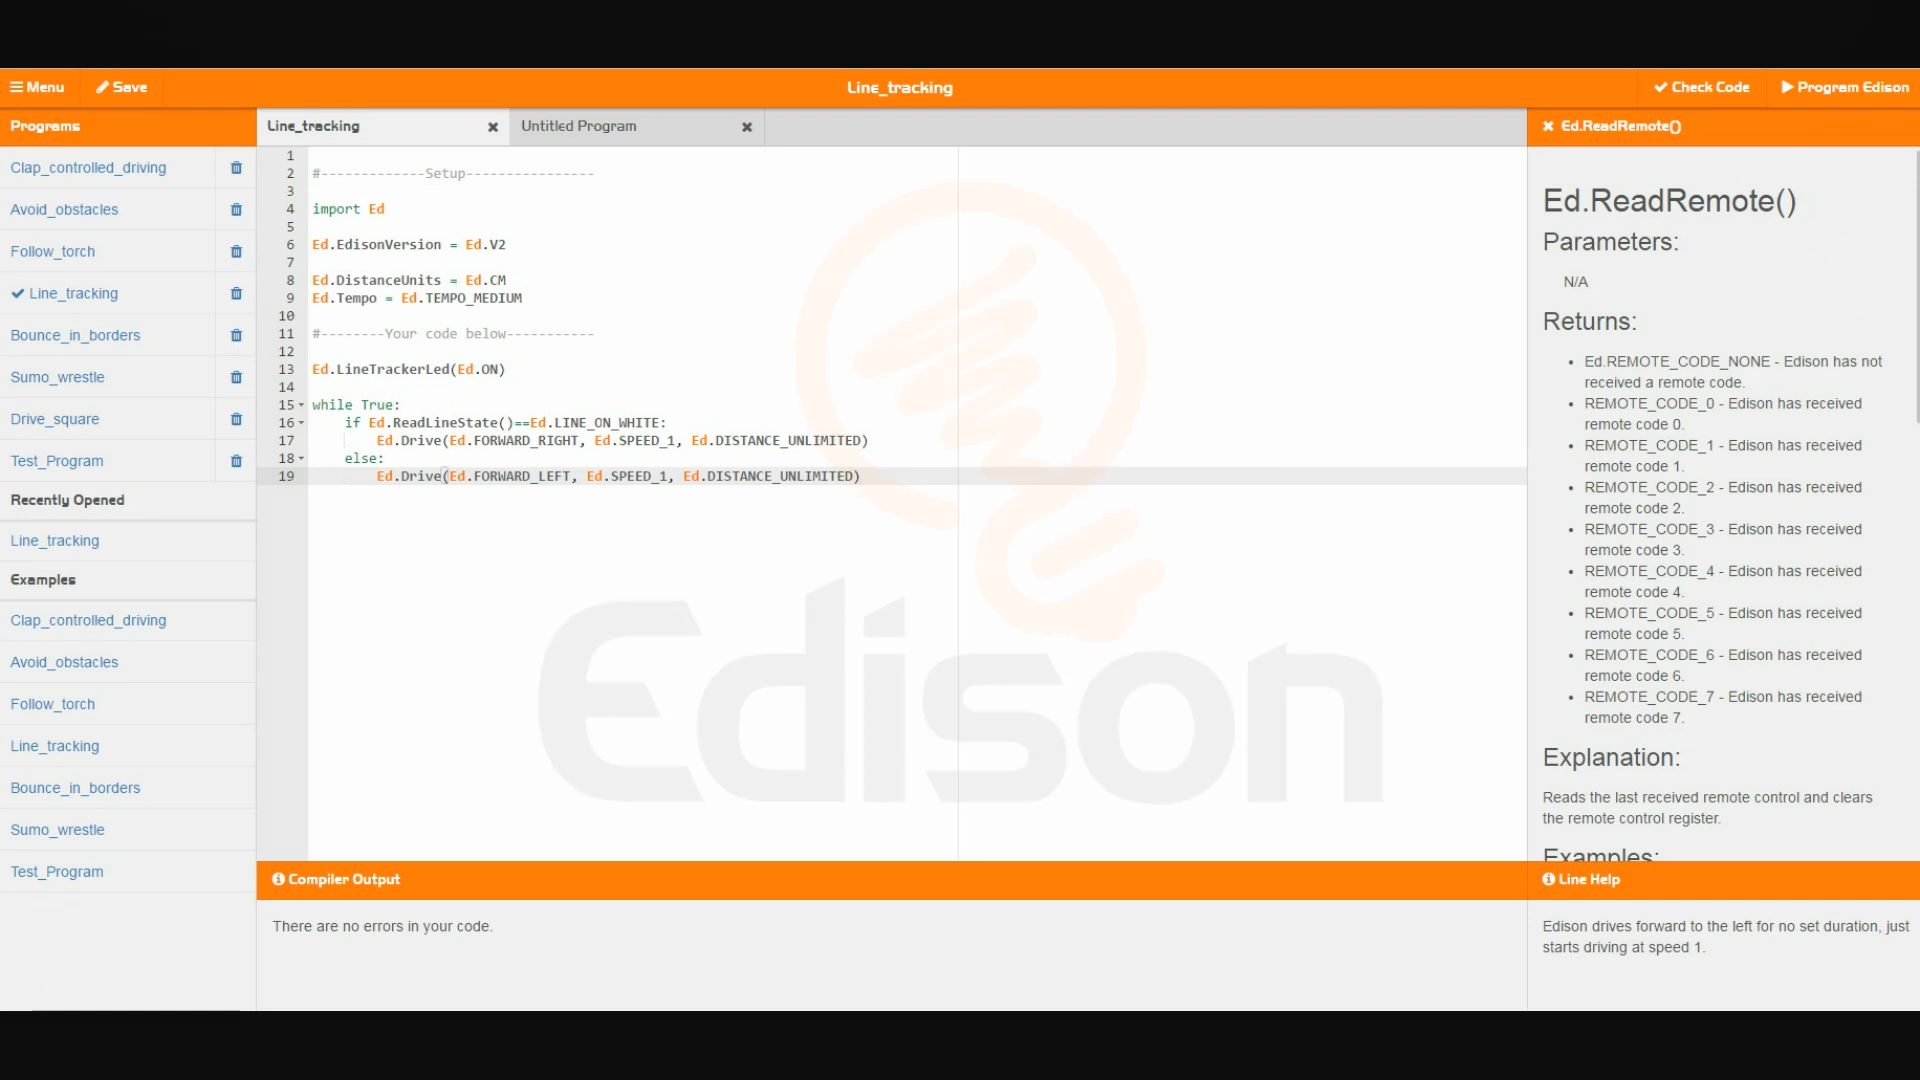 Menu
Save
Line_tracking
Check Code
Program Edison
Programs
Clap_controlled_driving
Avoid_obstacles
Follow_torch
Line_tracking
Bounce_in_borders
Sumo_wrestle
Drive_square
Test_Program
Recently Opened
Line_tracking
Examples
Clap_controlled_driving
Avoid_obstacles
Follow_torch
Line_tracking
Bounce_in_borders
Sumo_wrestle
Test_Program
Line_tracking
Untitled Program
1
2 #-------------Setup----------------
3
4 import Ed
5
6 Ed.EdisonVersion = Ed.V2
7
8 Ed.DistanceUnits = Ed.CM
9 Ed.Tempo = Ed.TEMPO_MEDIUM
10
11 #--------Your code below-----------
12
13 Ed.LineTrackerLed(Ed.ON)
14
15 while True:
16     if Ed.ReadLineState()==Ed.LINE_ON_WHITE:
17         Ed.Drive(Ed.FORWARD_RIGHT, Ed.SPEED_1, Ed.DISTANCE_UNLIMITED)
18     else:
19         Ed.Drive(Ed.FORWARD_LEFT, Ed.SPEED_1, Ed.DISTANCE_UNLIMITED)
Edison
Compiler Output
There are no errors in your code.
Ed.ReadRemote()
Ed.ReadRemote()
Parameters:
N/A
Returns:
• Ed.REMOTE_CODE_NONE - Edison has not
received a remote code.
• REMOTE_CODE_0 - Edison has received
remote code 0.
• REMOTE_CODE_1 - Edison has received
remote code 1.
• REMOTE_CODE_2 - Edison has received
remote code 2.
• REMOTE_CODE_3 - Edison has received
remote code 3.
• REMOTE_CODE_4 - Edison has received
remote code 4.
• REMOTE_CODE_5 - Edison has received
remote code 5.
• REMOTE_CODE_6 - Edison has received
remote code 6.
• REMOTE_CODE_7 - Edison has received
remote code 7.
Explanation:
Reads the last received remote control and clears
the remote control register.
Examples:
Line Help
Edison drives forward to the left for no set duration, just
starts driving at speed 1.